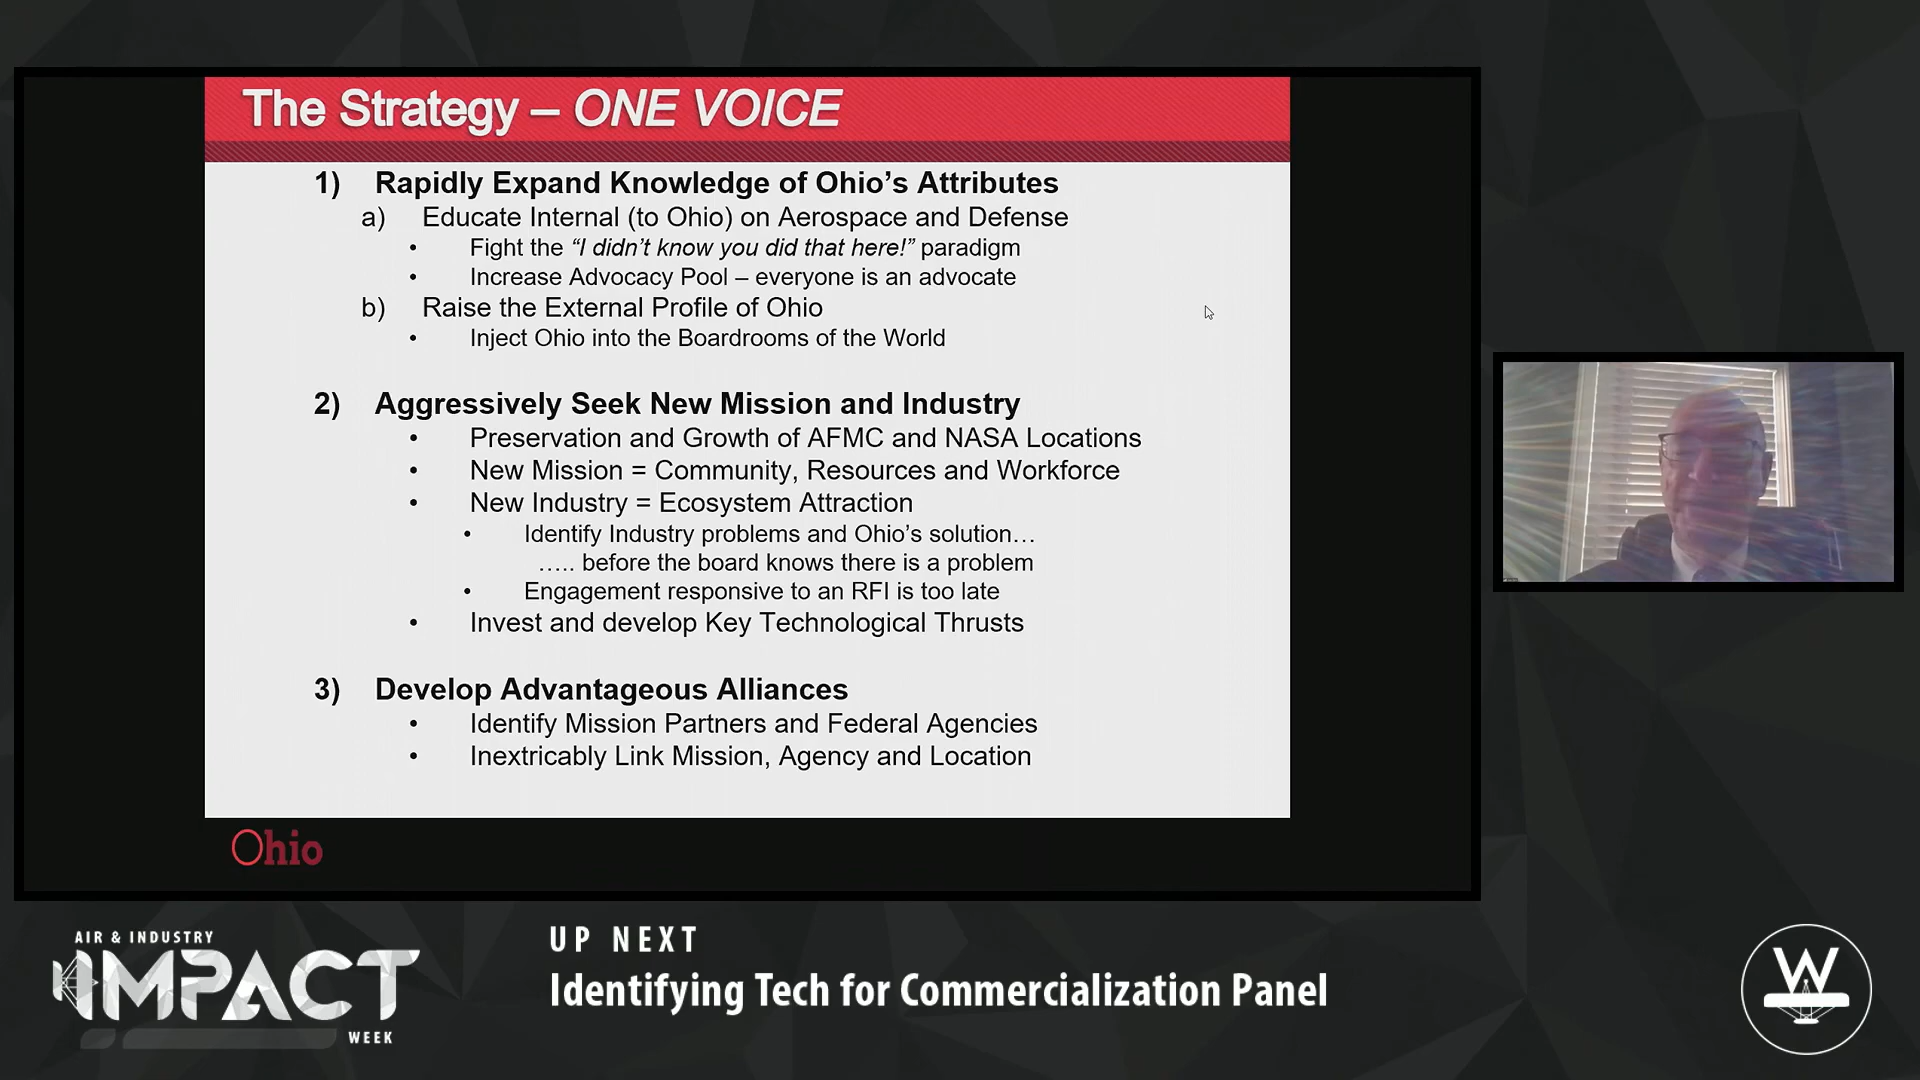 The Strategy – ONE VOICE
1) Rapidly Expand Knowledge of Ohio’s Attributes
a) Educate Internal (to Ohio) on Aerospace and Defense
• Fight the “I didn’t know you did that here!” paradigm
• Increase Advocacy Pool – everyone is an advocate
b) Raise the External Profile of Ohio
• Inject Ohio into the Boardrooms of the World
2) Aggressively Seek New Mission and Industry
• Preservation and Growth of AFMC and NASA Locations
• New Mission = Community, Resources and Workforce
• New Industry = Ecosystem Attraction
• Identify Industry problems and Ohio’s solution…
….. before the board knows there is a problem
• Engagement responsive to an RFI is too late
• Invest and develop Key Technological Thrusts
3) Develop Advantageous Alliances
• Identify Mission Partners and Federal Agencies
• Inextricably Link Mission, Agency and Location
Ohio
AIR & INDUSTRY
IMPACT
WEEK
UP NEXT
Identifying Tech for Commercialization Panel
W